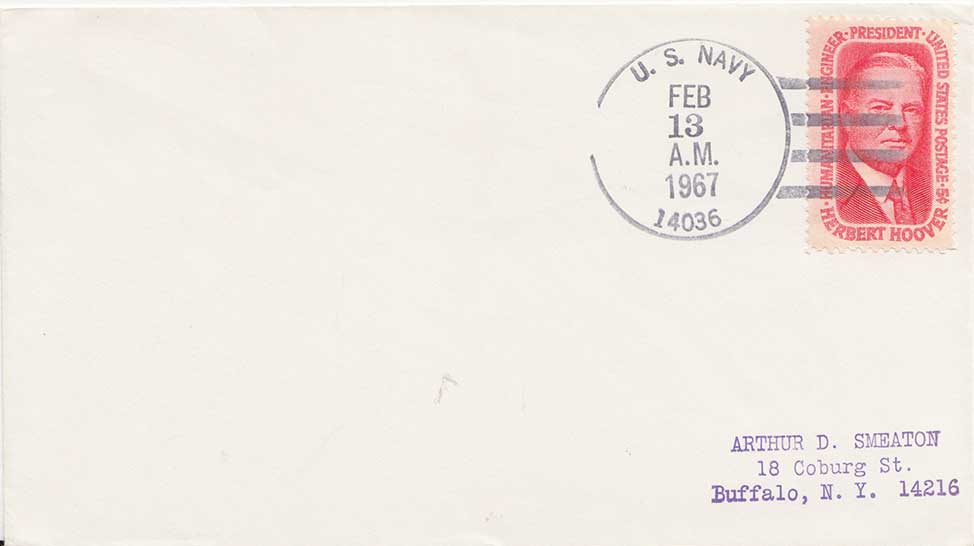 U. S. NAVY
FEB
13
A.M.
1967
14036
HUMANITARIAN · ENGINEER · PRESIDENT · UNITED STATES POSTAGE · 5¢
HERBERT HOOVER
ARTHUR D. SMEATON
18 Coburg St.
Buffalo, N. Y. 14216